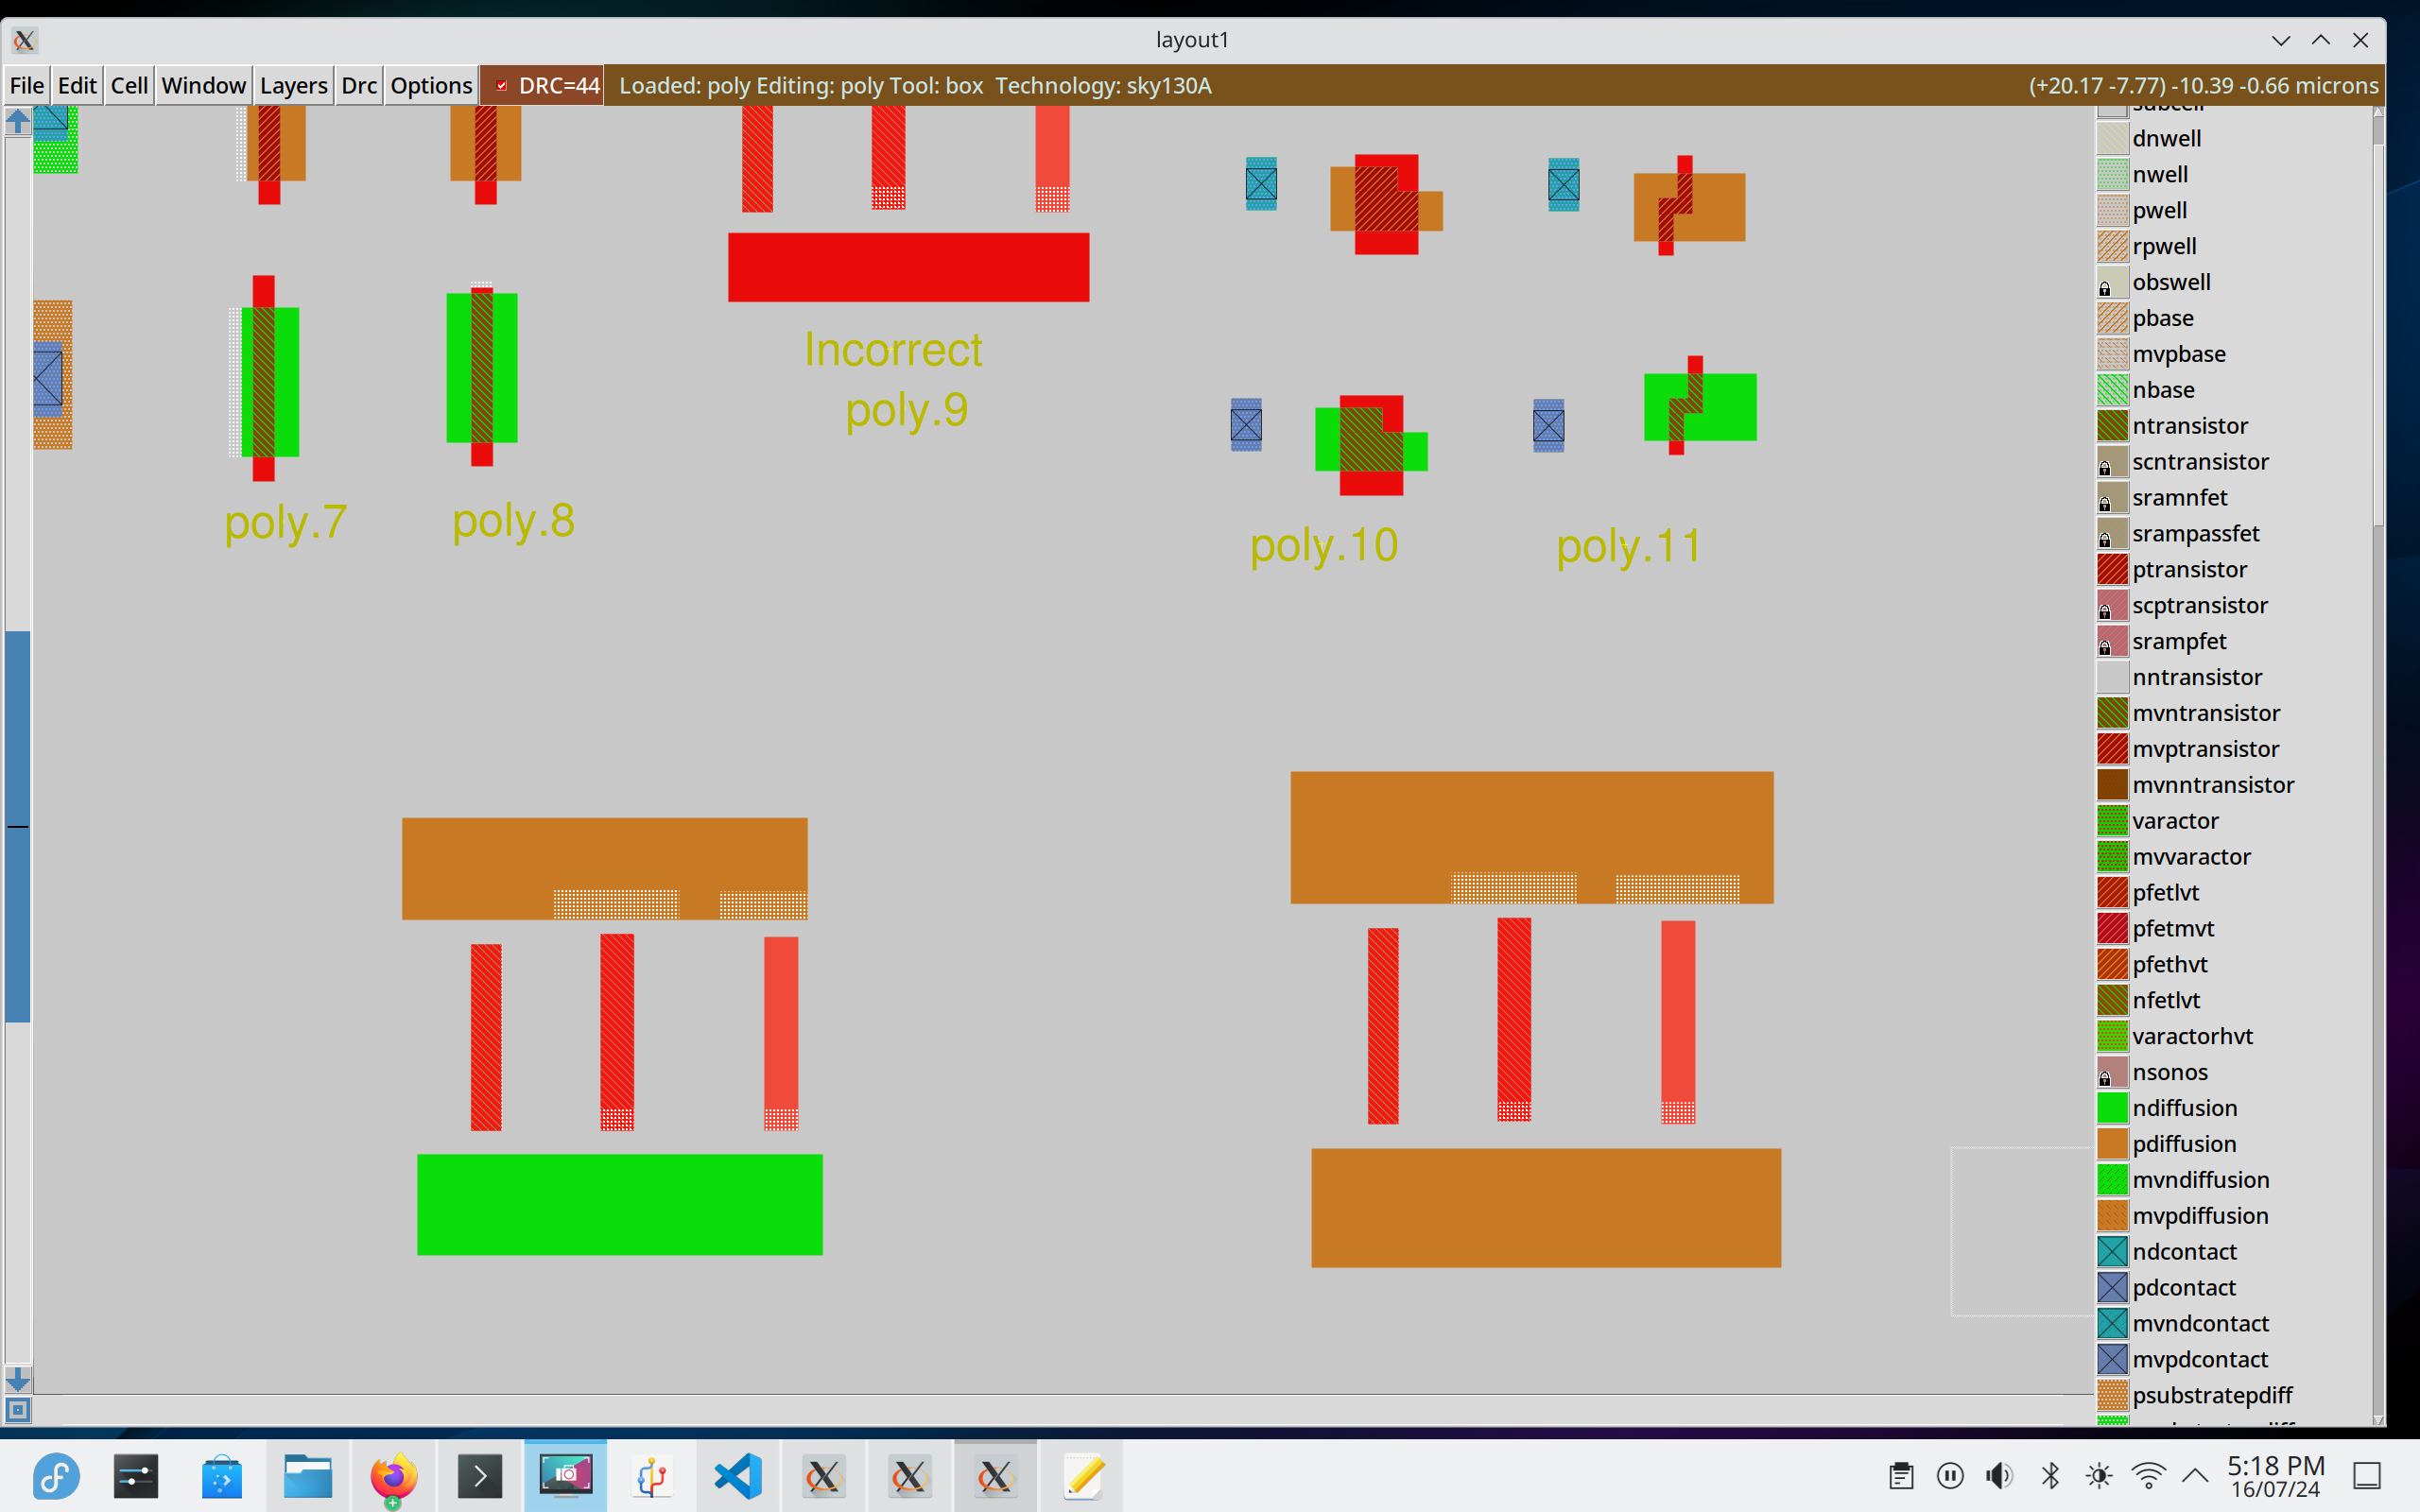 layout1
File Edit Cell Window Layers Drc Options DRC=44 Loaded: poly Editing: poly Tool: box Technology: sky130A (+20.17 -7.77) -10.39 -0.66 microns
Incorrect
poly.9
poly.7
poly.8
poly.10
poly.11
subcell
dnwell
nwell
pwell
rpwell
obswell
pbase
mvpbase
nbase
ntransistor
scntransistor
sramnfet
srampassfet
ptransistor
scptransistor
srampfet
nntransistor
mvntransistor
mvptransistor
mvnntransistor
varactor
mvvaractor
pfetlvt
pfetmvt
pfethvt
nfetlvt
varactorhvt
nsonos
ndiffusion
pdiffusion
mvndiffusion
mvpdiffusion
ndcontact
pdcontact
mvndcontact
mvpdcontact
psubstratepdiff
5:18 PM
16/07/24